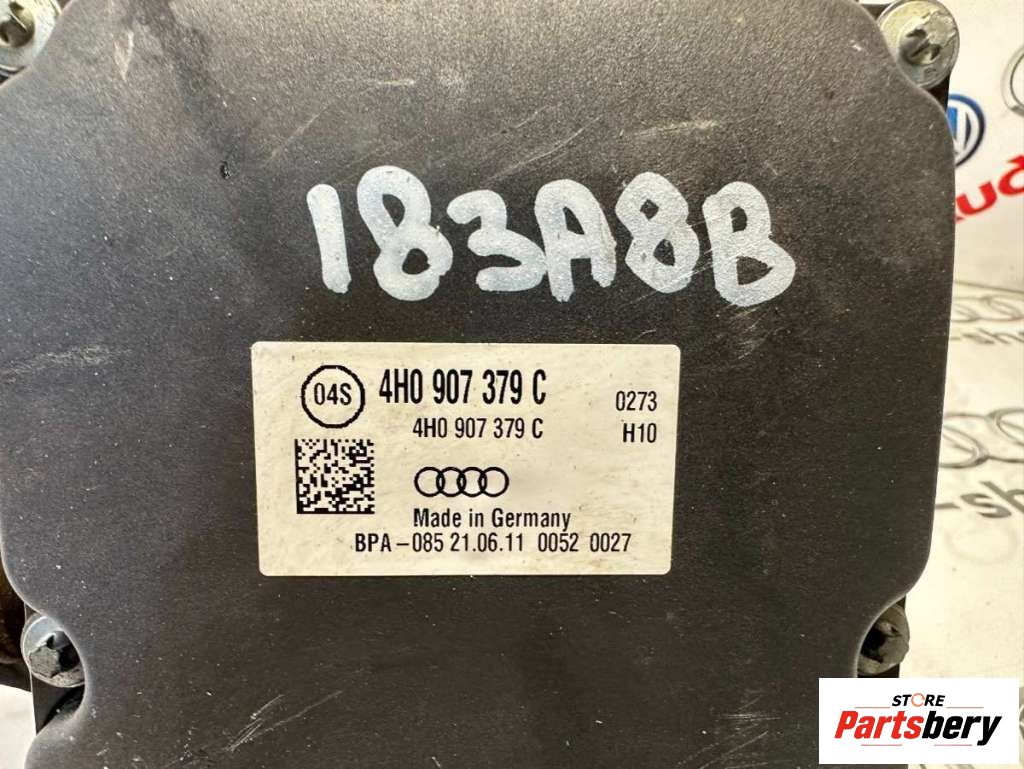 183A8B
04S
4H0 907 379 C
0273
4H0 907 379 C
H10
Made in Germany
BPA-085 21.06.11 0052 0027
STORE
Partsbery